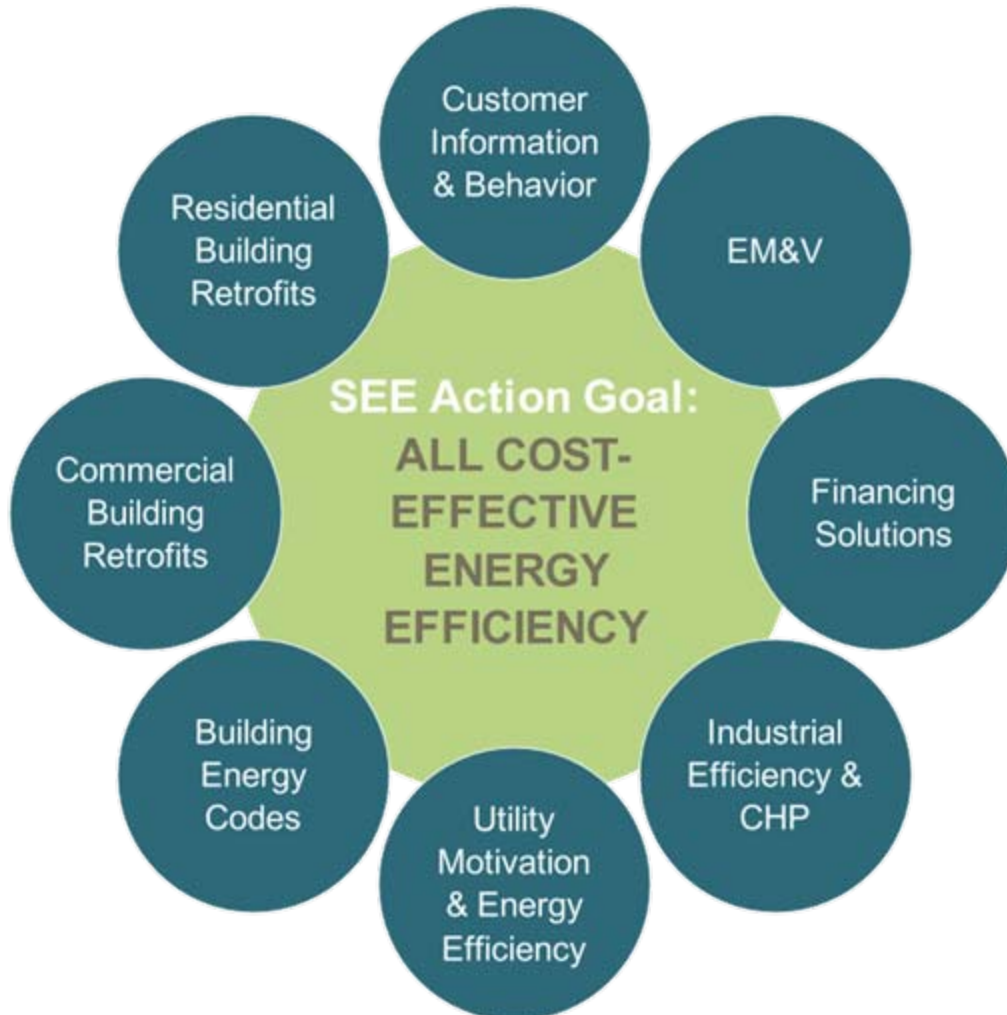 Customer
Information
& Behavior
EM&V
Financing
Solutions
Industrial
Efficiency &
CHP
Utility
Motivation
& Energy
Efficiency
Building
Energy
Codes
Commercial
Building
Retrofits
Residential
Building
Retrofits
SEE Action Goal:
ALL COST-
EFFECTIVE
ENERGY
EFFICIENCY